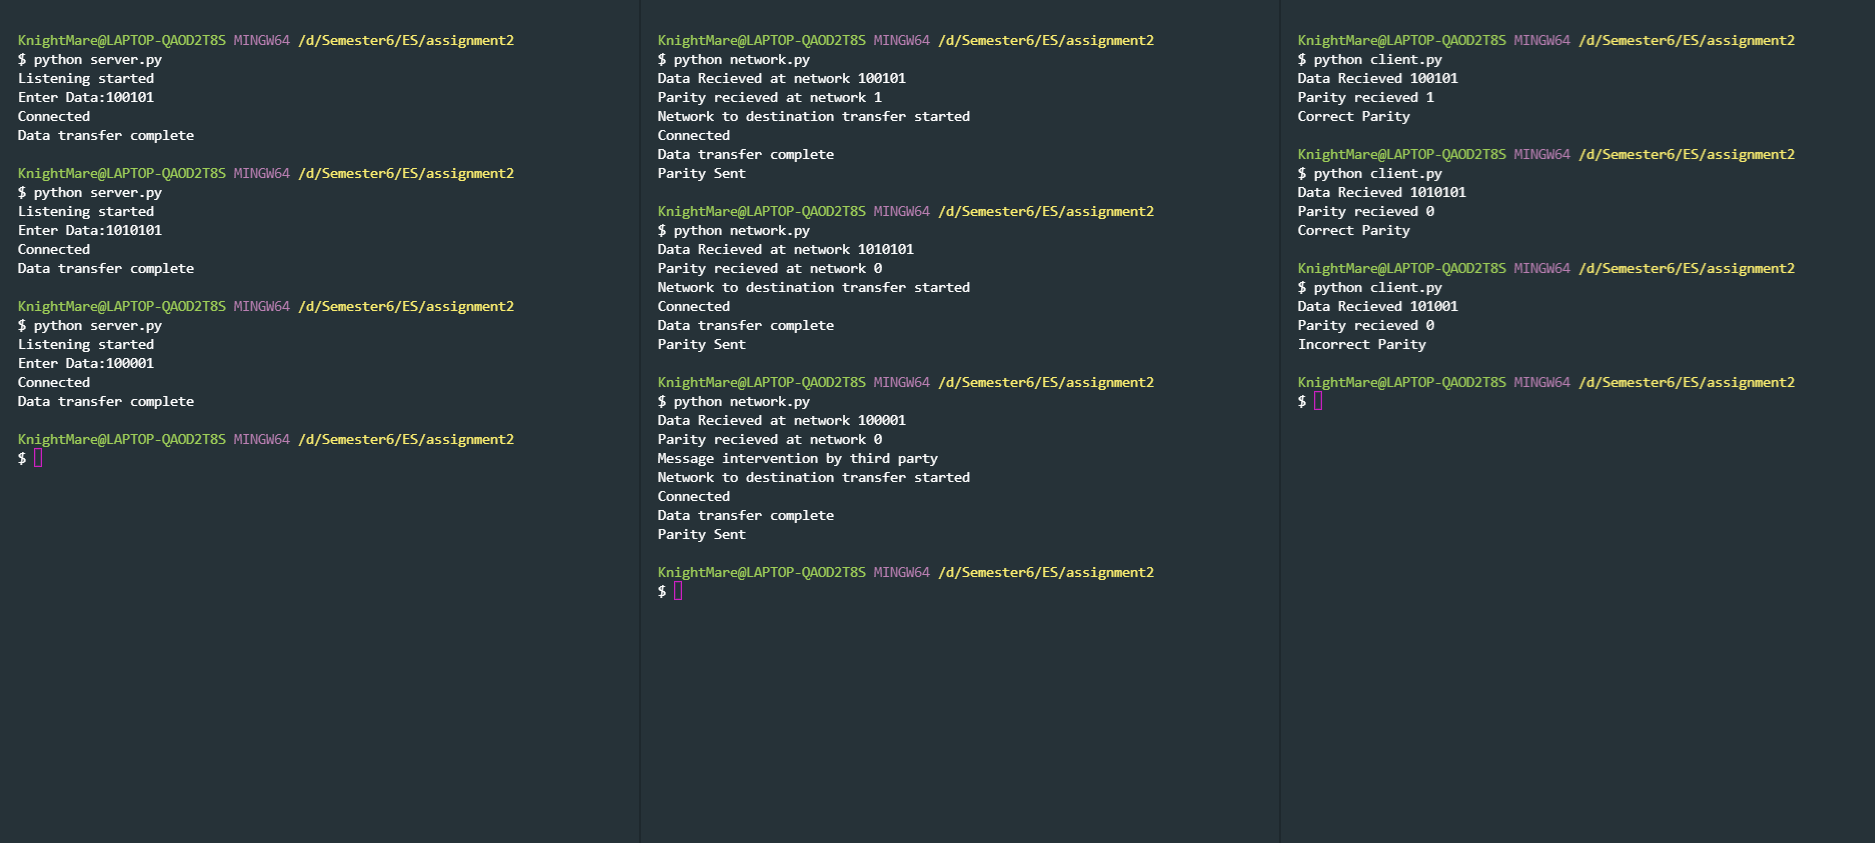 KnightMare@LAPTOP-QAOD2T8S MINGW64 /d/Semester6/ES/assignment2
$ python server.py
Listening started
Enter Data:100101
Connected
Data transfer complete
KnightMare@LAPTOP-QAOD2T8S MINGW64 /d/Semester6/ES/assignment2
$ python server.py
Listening started
Enter Data:1010101
Connected
Data transfer complete
KnightMare@LAPTOP-QAOD2T8S MINGW64 /d/Semester6/ES/assignment2
$ python server.py
Listening started
Enter Data:100001
Connected
Data transfer complete
KnightMare@LAPTOP-QAOD2T8S MINGW64 /d/Semester6/ES/assignment2
$
KnightMare@LAPTOP-QAOD2T8S MINGW64 /d/Semester6/ES/assignment2
$ python network.py
Data Recieved at network 100101
Parity recieved at network 1
Network to destination transfer started
Connected
Data transfer complete
Parity Sent
KnightMare@LAPTOP-QAOD2T8S MINGW64 /d/Semester6/ES/assignment2
$ python network.py
Data Recieved at network 1010101
Parity recieved at network 0
Network to destination transfer started
Connected
Data transfer complete
Parity Sent
KnightMare@LAPTOP-QAOD2T8S MINGW64 /d/Semester6/ES/assignment2
$ python network.py
Data Recieved at network 100001
Parity recieved at network 0
Message intervention by third party
Network to destination transfer started
Connected
Data transfer complete
Parity Sent
KnightMare@LAPTOP-QAOD2T8S MINGW64 /d/Semester6/ES/assignment2
$
KnightMare@LAPTOP-QAOD2T8S MINGW64 /d/Semester6/ES/assignment2
$ python client.py
Data Recieved 100101
Parity recieved 1
Correct Parity
KnightMare@LAPTOP-QAOD2T8S MINGW64 /d/Semester6/ES/assignment2
$ python client.py
Data Recieved 1010101
Parity recieved 0
Correct Parity
KnightMare@LAPTOP-QAOD2T8S MINGW64 /d/Semester6/ES/assignment2
$ python client.py
Data Recieved 101001
Parity recieved 0
Incorrect Parity
KnightMare@LAPTOP-QAOD2T8S MINGW64 /d/Semester6/ES/assignment2
$